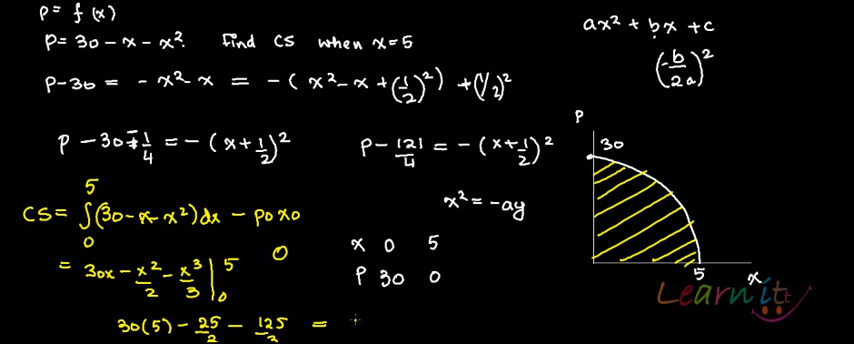 P = f(x)
P = 30 - x - x². Find CS when x = 5
P - 30 = - x² - x = - ( x² - x + (1/2)² ) + (1/2)²
P - 30 - 1/4 = - (x + 1/2)²
P - 121/4 = - (x + 1/2)²
x² = - ay
CS = ∫₀⁵ (30 - x - x²) dx - P0 x0
0
= 30x - x²/2 - x³/3 |₀⁵
30(5) - 25/2 - 125/3 =
x 0 5
P 30 0
ax² + bx + c
(-b/2a)²
P
30
5
x
Learn it